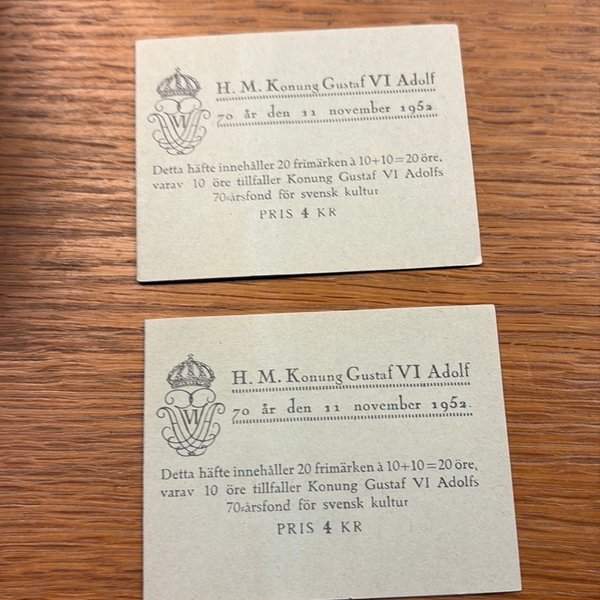 H. M. Konung Gustaf VI Adolf
70 år den 11 november 1952.
Detta häfte innehåller 20 frimärken à 10+10=20 öre,
varav 10 öre tillfaller Konung Gustaf VI Adolfs
70-årsfond för svensk kultur
PRIS 4 KR
H. M. Konung Gustaf VI Adolf
70 år den 11 november 1952.
Detta häfte innehåller 20 frimärken à 10+10=20 öre,
varav 10 öre tillfaller Konung Gustaf VI Adolfs
70-årsfond för svensk kultur
PRIS 4 KR